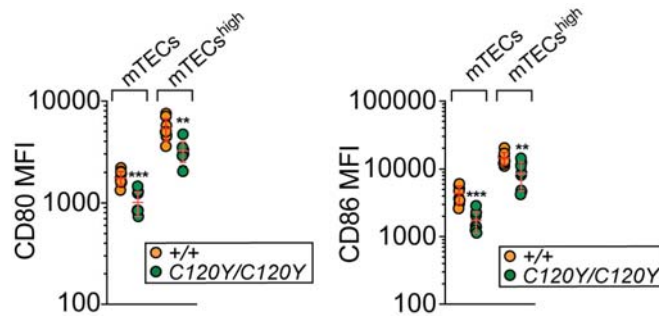 mTECs
mTECs^high
10000
1000
100
CD80 MFI
***
**
+/+
C120Y/C120Y
mTECs
mTECs^high
100000
10000
1000
100
CD86 MFI
***
**
+/+
C120Y/C120Y